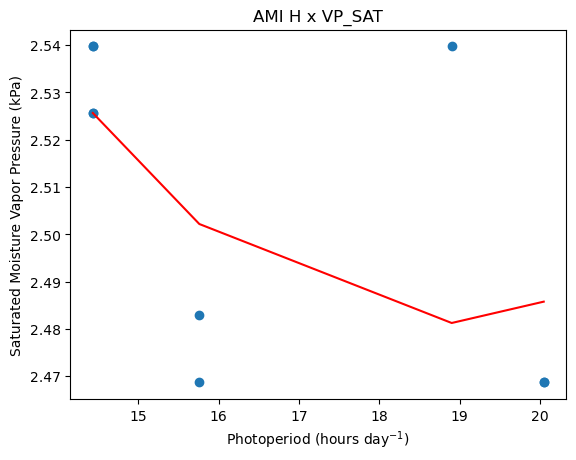 AMI H x VP_SAT
Saturated Moisture Vapor Pressure (kPa)
2.54
2.53
2.52
2.51
2.50
2.49
2.48
2.47
15 16 17 18 19 20
Photoperiod (hours day⁻¹)